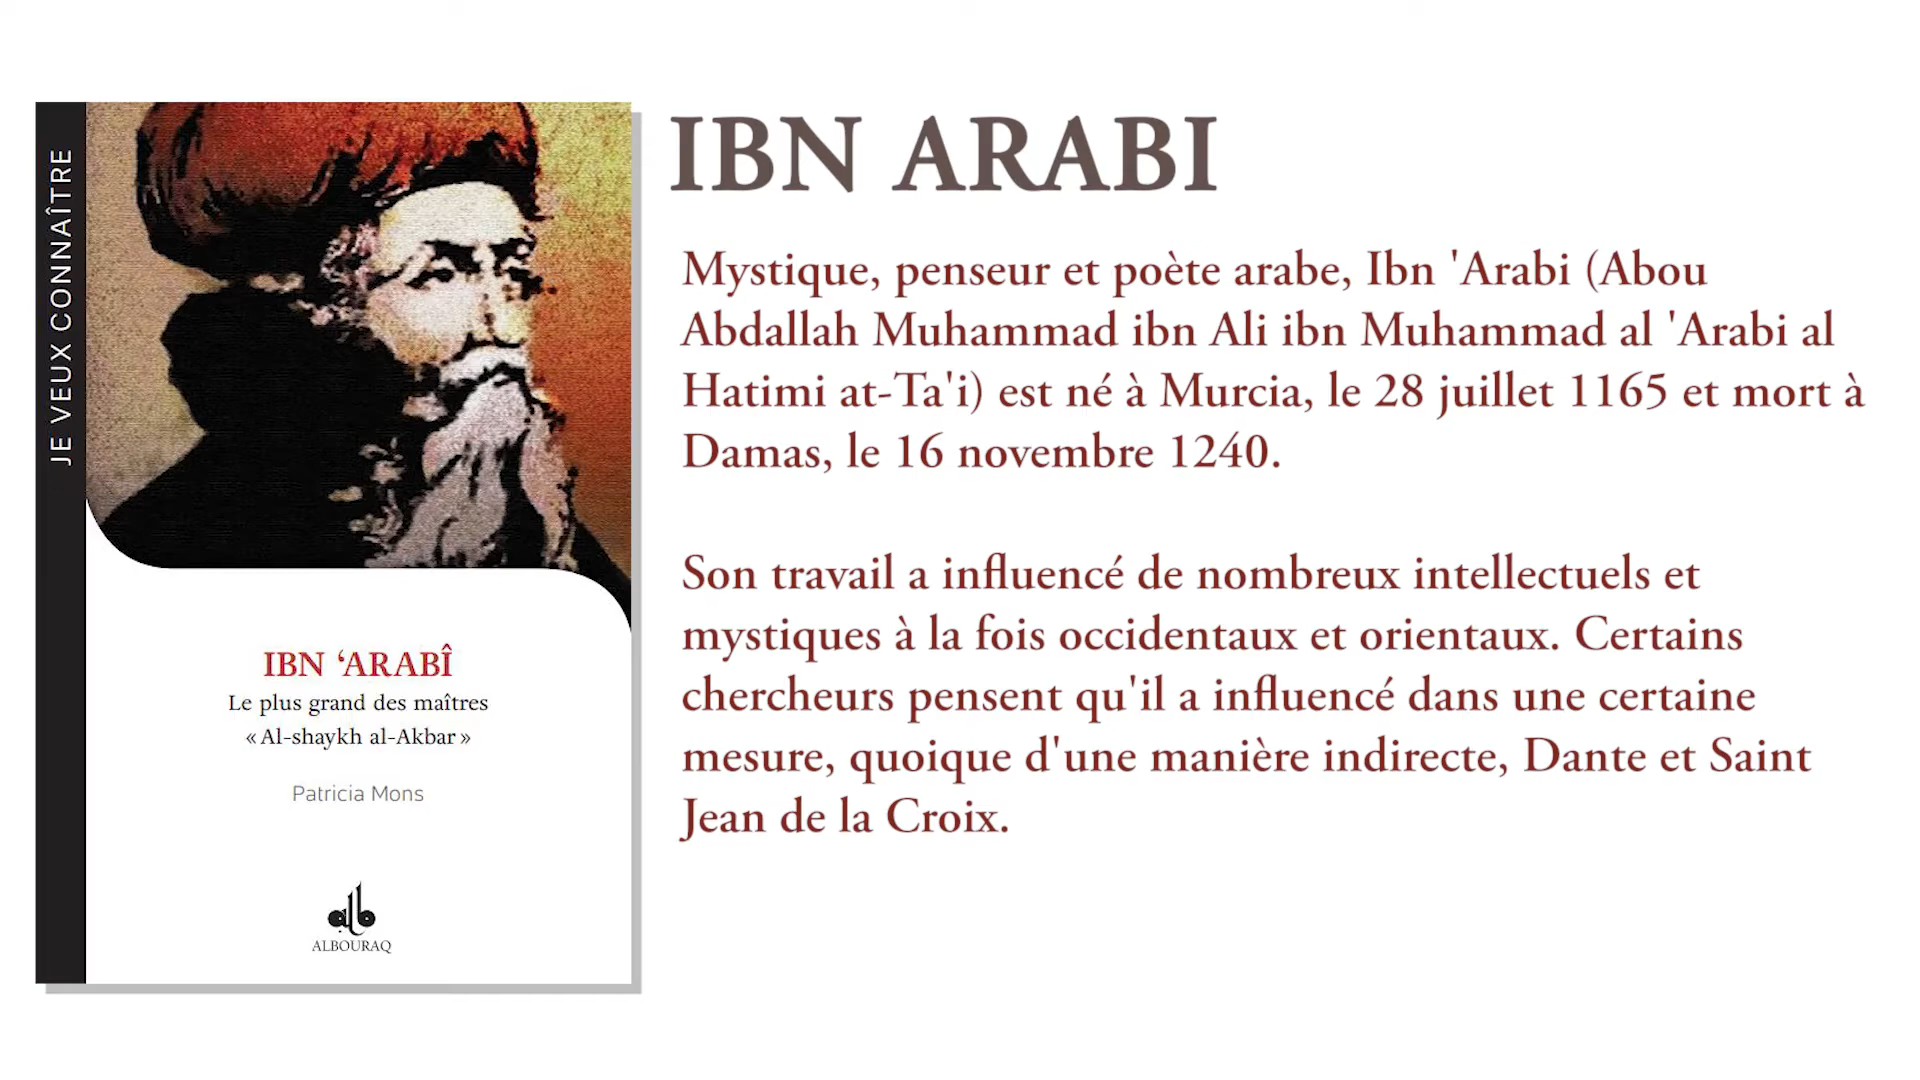 JE VEUX CONNAÎTRE
IBN ‘ARABÎ
Le plus grand des maîtres
« Al-shaykh al-Akbar »
Patricia Mons
ALBOURAQ
IBN ARABI
Mystique, penseur et poète arabe, Ibn 'Arabi (Abou
Abdallah Muhammad ibn Ali ibn Muhammad al 'Arabi al
Hatimi at-Ta'i) est né à Murcia, le 28 juillet 1165 et mort à
Damas, le 16 novembre 1240.
Son travail a influencé de nombreux intellectuels et
mystiques à la fois occidentaux et orientaux. Certains
chercheurs pensent qu'il a influencé dans une certaine
mesure, quoique d'une manière indirecte, Dante et Saint
Jean de la Croix.